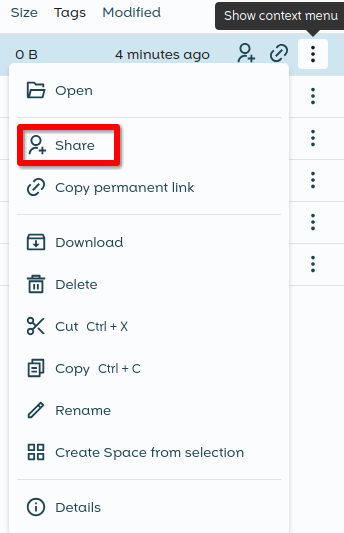 Show context menu
Size Tags Modified
0 B 4 minutes ago
Open
Share
Copy permanent link
Download
Delete
Cut Ctrl + X
Copy Ctrl + C
Rename
Create Space from selection
Details